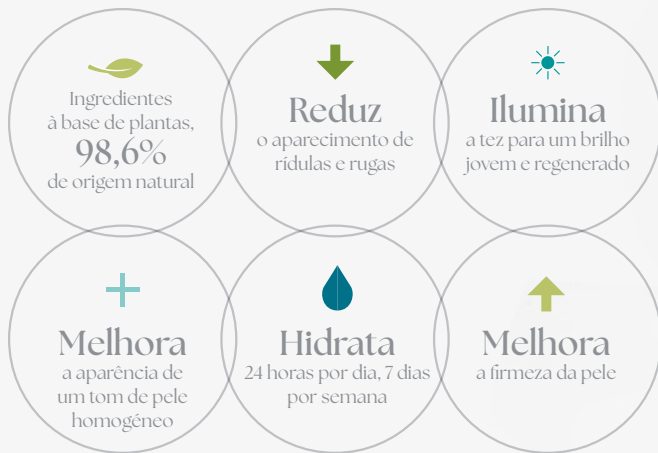 Ingredientes
à base de plantas,
98,6%
de origem natural
Reduz
o aparecimento de
rídulas e rugas
Ilumina
a tez para um brilho
jovem e regenerado
Melhora
a aparência de
um tom de pele
homogéneo
Hidrata
24 horas por dia, 7 dias
por semana
Melhora
a firmeza da pele